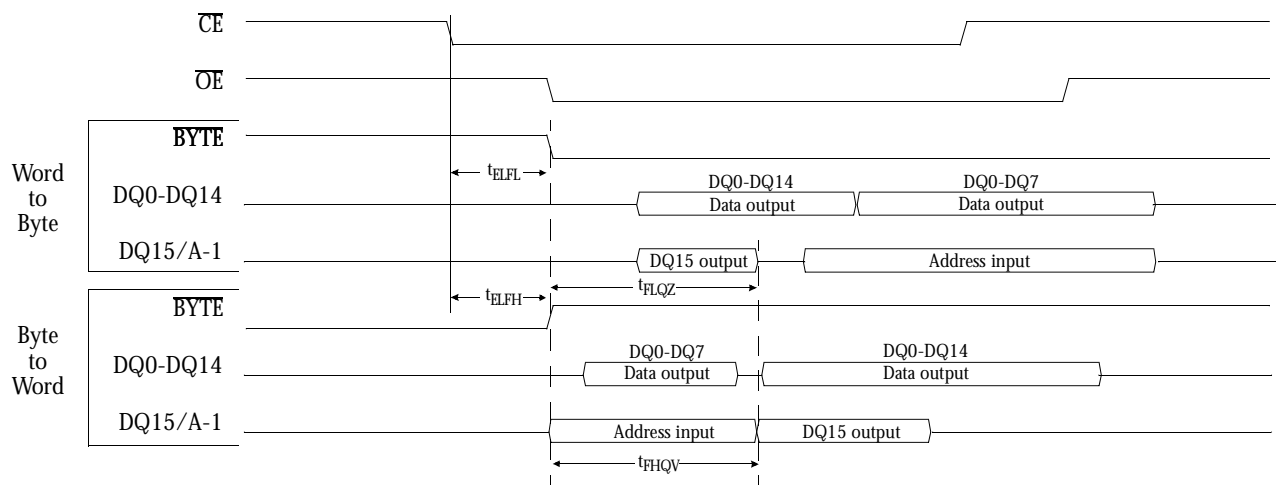 CE
OE
Word
to
Byte
BYTE
tELFL
DQ0-DQ14
DQ0-DQ14
Data output
DQ0-DQ7
Data output
DQ15/A-1
DQ15 output
Address input
tELFH
tFLQZ
Byte
to
Word
BYTE
DQ0-DQ14
DQ0-DQ7
Data output
DQ0-DQ14
Data output
DQ15/A-1
Address input
DQ15 output
tFHQV